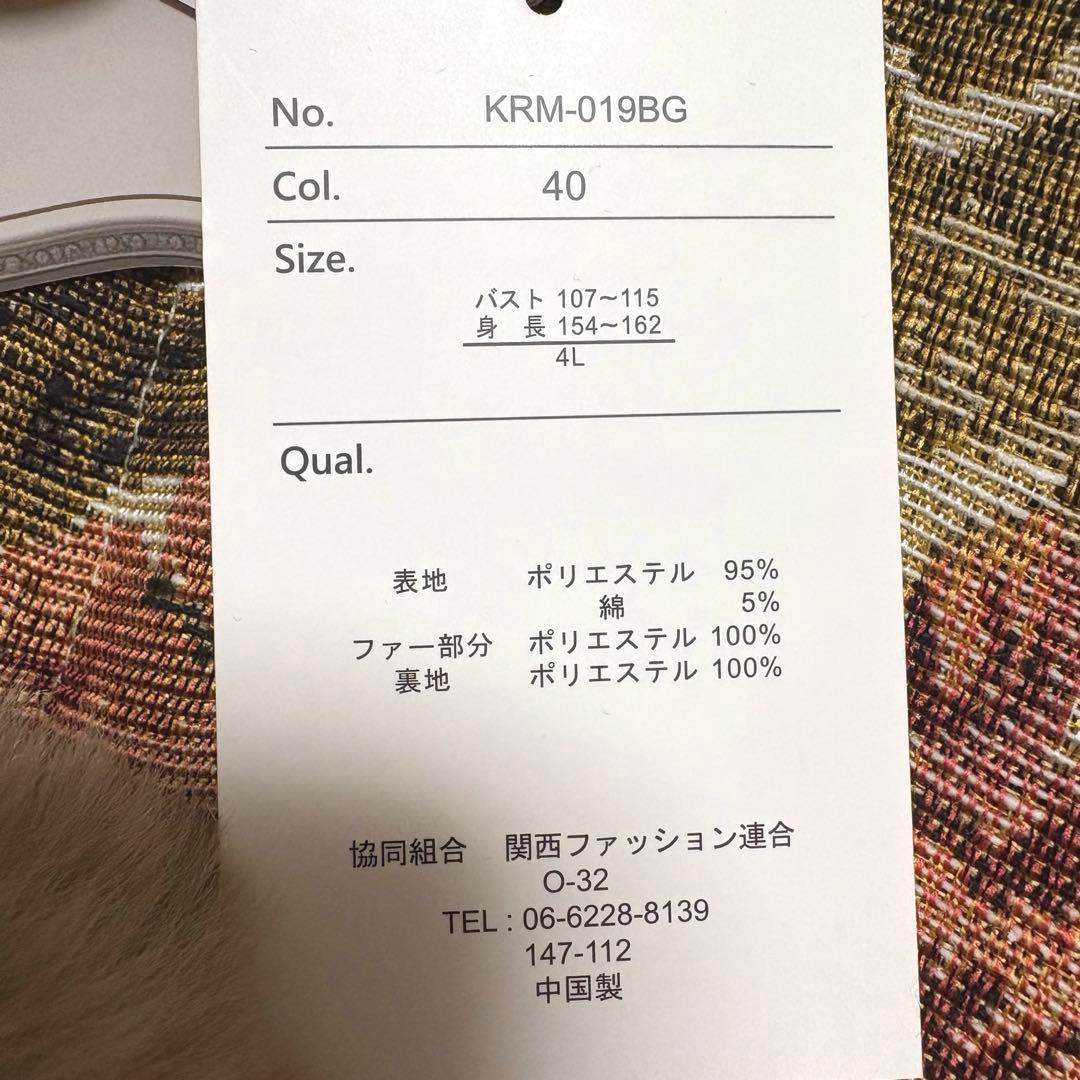 No. KRM-019BG
Col. 40
Size.
バスト 107～115
身 長 154～162
4L
Qual.
表地 ポリエステル 95%
綿 5%
ファー部分 ポリエステル 100%
裏地 ポリエステル 100%
協同組合 関西ファッション連合
O-32
TEL : 06-6228-8139
147-112
中国製